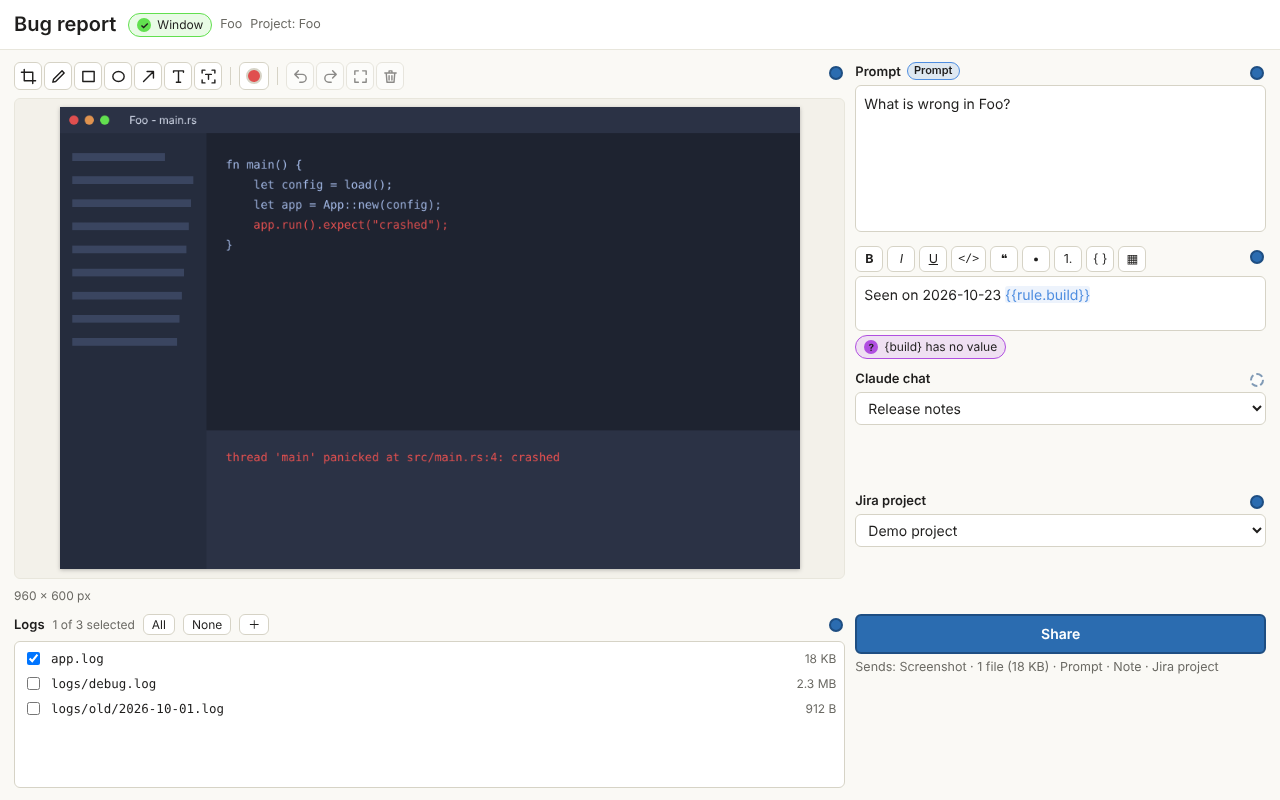 Bug report Window Foo Project: Foo
Foo - main.rs
fn main() {
let config = load();
let app = App::new(config);
app.run().expect("crashed");
}
thread 'main' panicked at src/main.rs:4: crashed
960 × 600 px
Logs 1 of 3 selected All None +
app.log 18 KB
logs/debug.log 2.3 MB
logs/old/2026-10-01.log 912 B
Prompt Prompt
What is wrong in Foo?
B I U </> ❝ • 1. { } ▦
Seen on 2026-10-23 {{rule.build}}
? {build} has no value
Claude chat
Release notes
Jira project
Demo project
Share
Sends: Screenshot · 1 file (18 KB) · Prompt · Note · Jira project